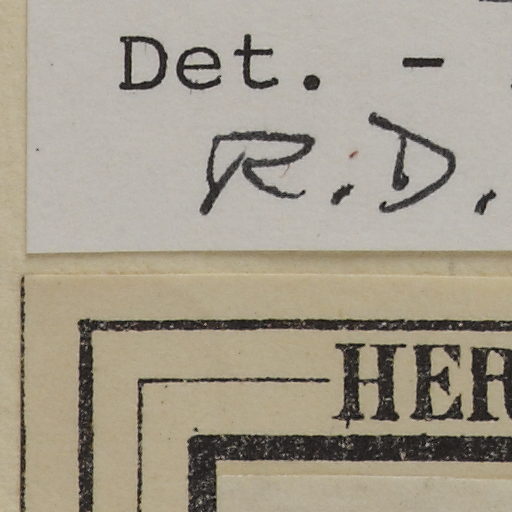 Det. -
R.D.
HER